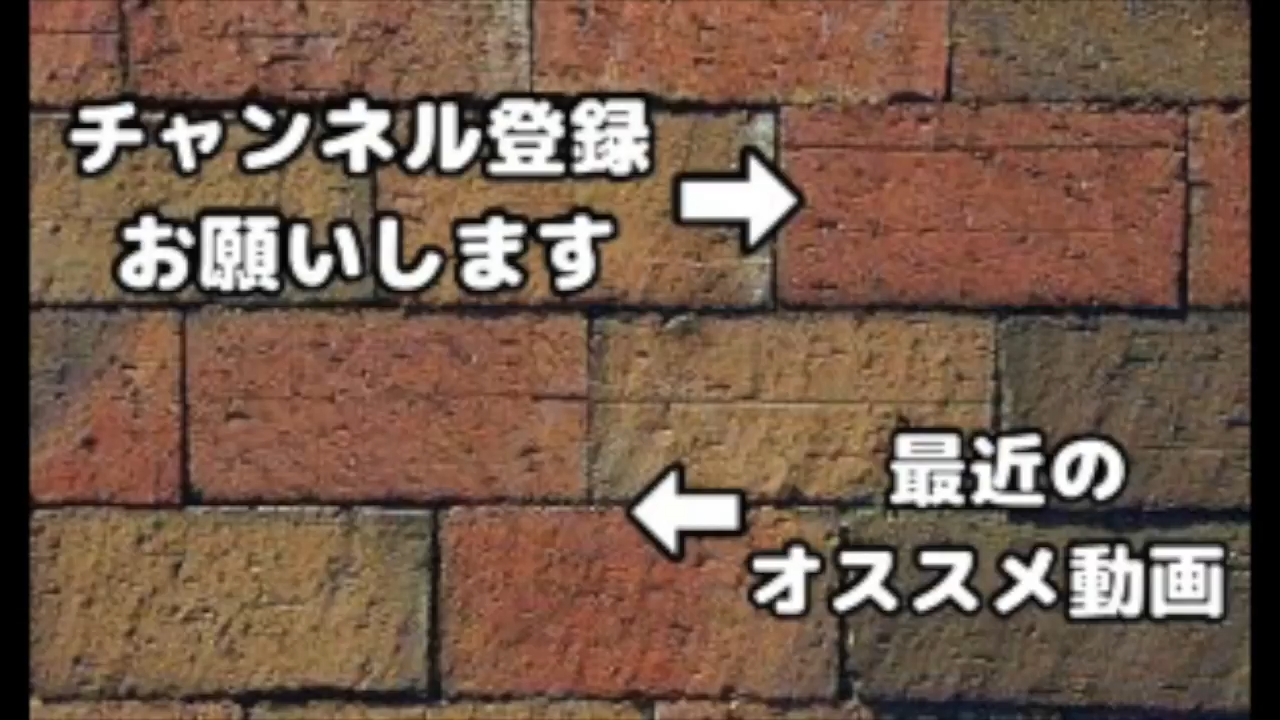 チャンネル登録
お願いします
最近の
オススメ動画